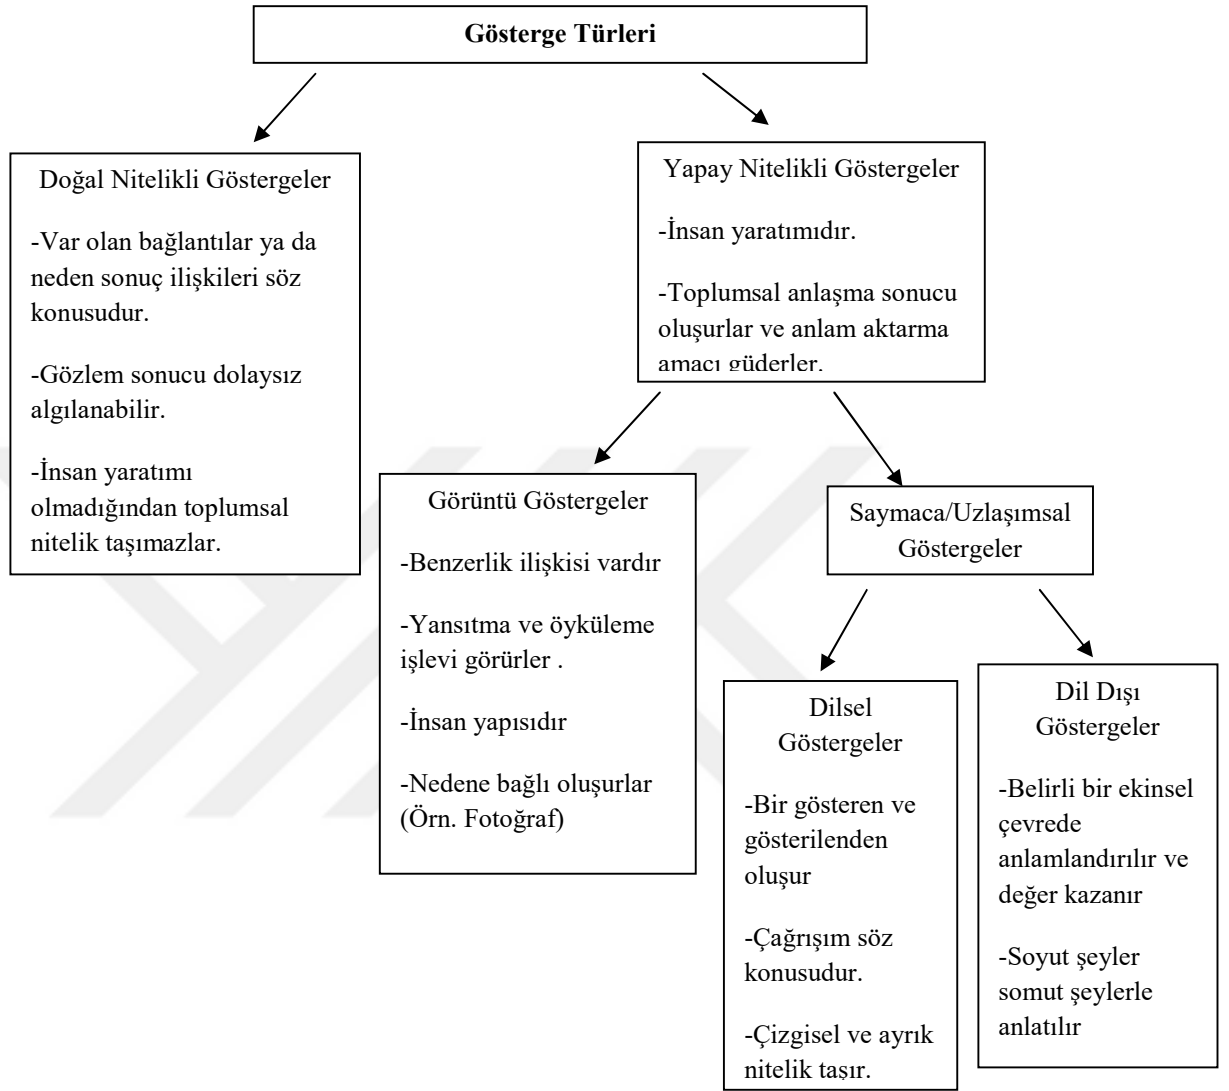 Gösterge Türleri
Doğal Nitelikli Göstergeler
-Var olan bağlantılar ya da
neden sonuç ilişkileri söz
konusudur.
-Gözlem sonucu dolaysız
algılanabilir.
-İnsan yaratımı
olmadığından toplumsal
nitelik taşımazlar.
Yapay Nitelikli Göstergeler
-İnsan yaratımıdır.
-Toplumsal anlaşma sonucu
oluşurlar ve anlam aktarma
amacı güderler.
Görüntü Göstergeler
-Benzerlik ilişkisi vardır
-Yansıtma ve öyküleme
işlevi görürler .
-İnsan yapısıdır
-Nedene bağlı oluşurlar
(Örn. Fotoğraf)
Saymaca/Uzlaşımsal
Göstergeler
Dilsel
Göstergeler
-Bir gösteren ve
gösterilenden
oluşur
-Çağrışım söz
konusudur.
-Çizgisel ve ayrık
nitelik taşır.
Dil Dışı
Göstergeler
-Belirli bir ekinsel
çevrede
anlamlandırılır ve
değer kazanır
-Soyut şeyler
somut şeylerle
anlatılır